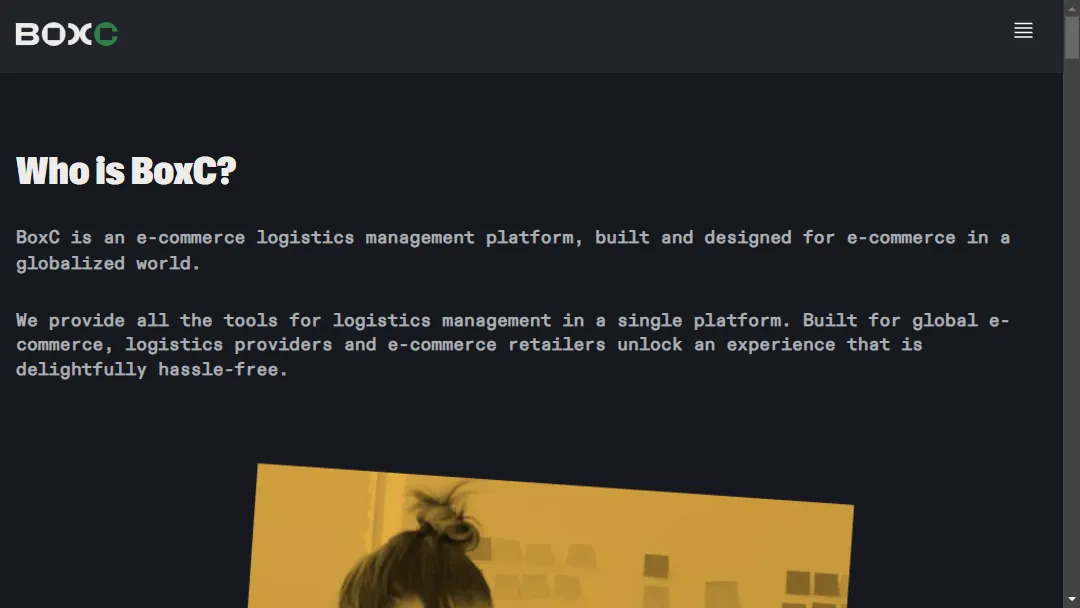 BOXC
Who is BoxC?
BoxC is an e-commerce logistics management platform, built and designed for e-commerce in a
globalized world.
We provide all the tools for logistics management in a single platform. Built for global e-
commerce, logistics providers and e-commerce retailers unlock an experience that is
delightfully hassle-free.